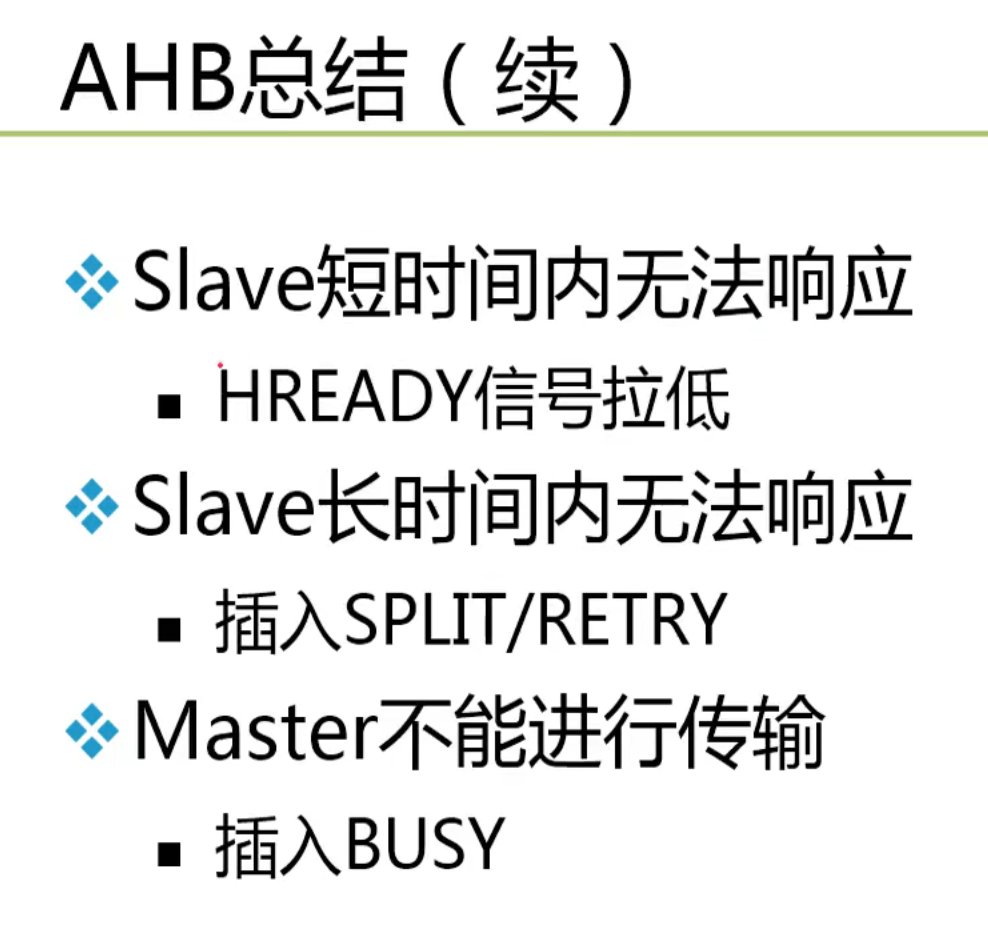 AHB总结（续）
Slave短时间内无法响应
HREADY信号拉低
Slave长时间内无法响应
插入SPLIT/RETRY
Master不能进行传输
插入BUSY